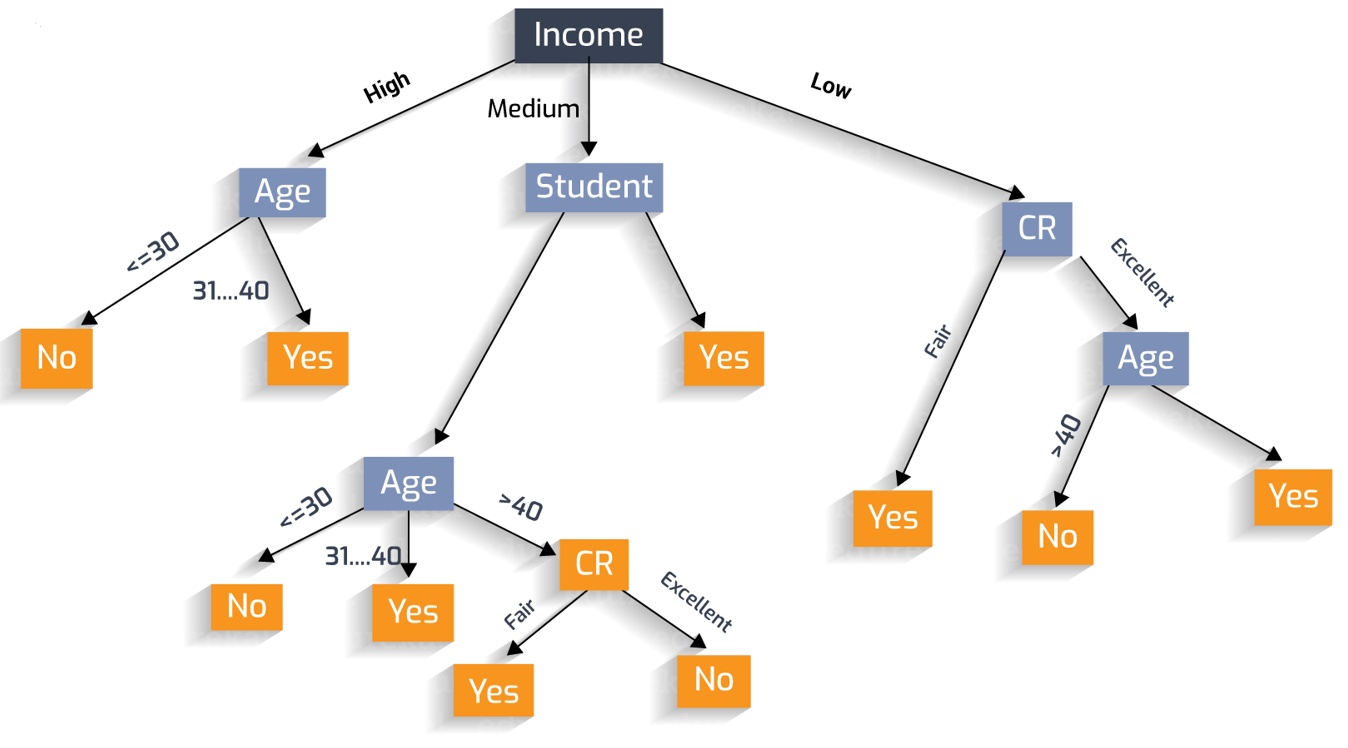 Income
High
Medium
Low
Age
Student
CR
<=30
31....40
Excellent
Fair
No
Yes
Yes
Age
>40
Age
<=30
>40
31....40
Yes
No
Yes
CR
No
Yes
Fair
Excellent
Yes
No